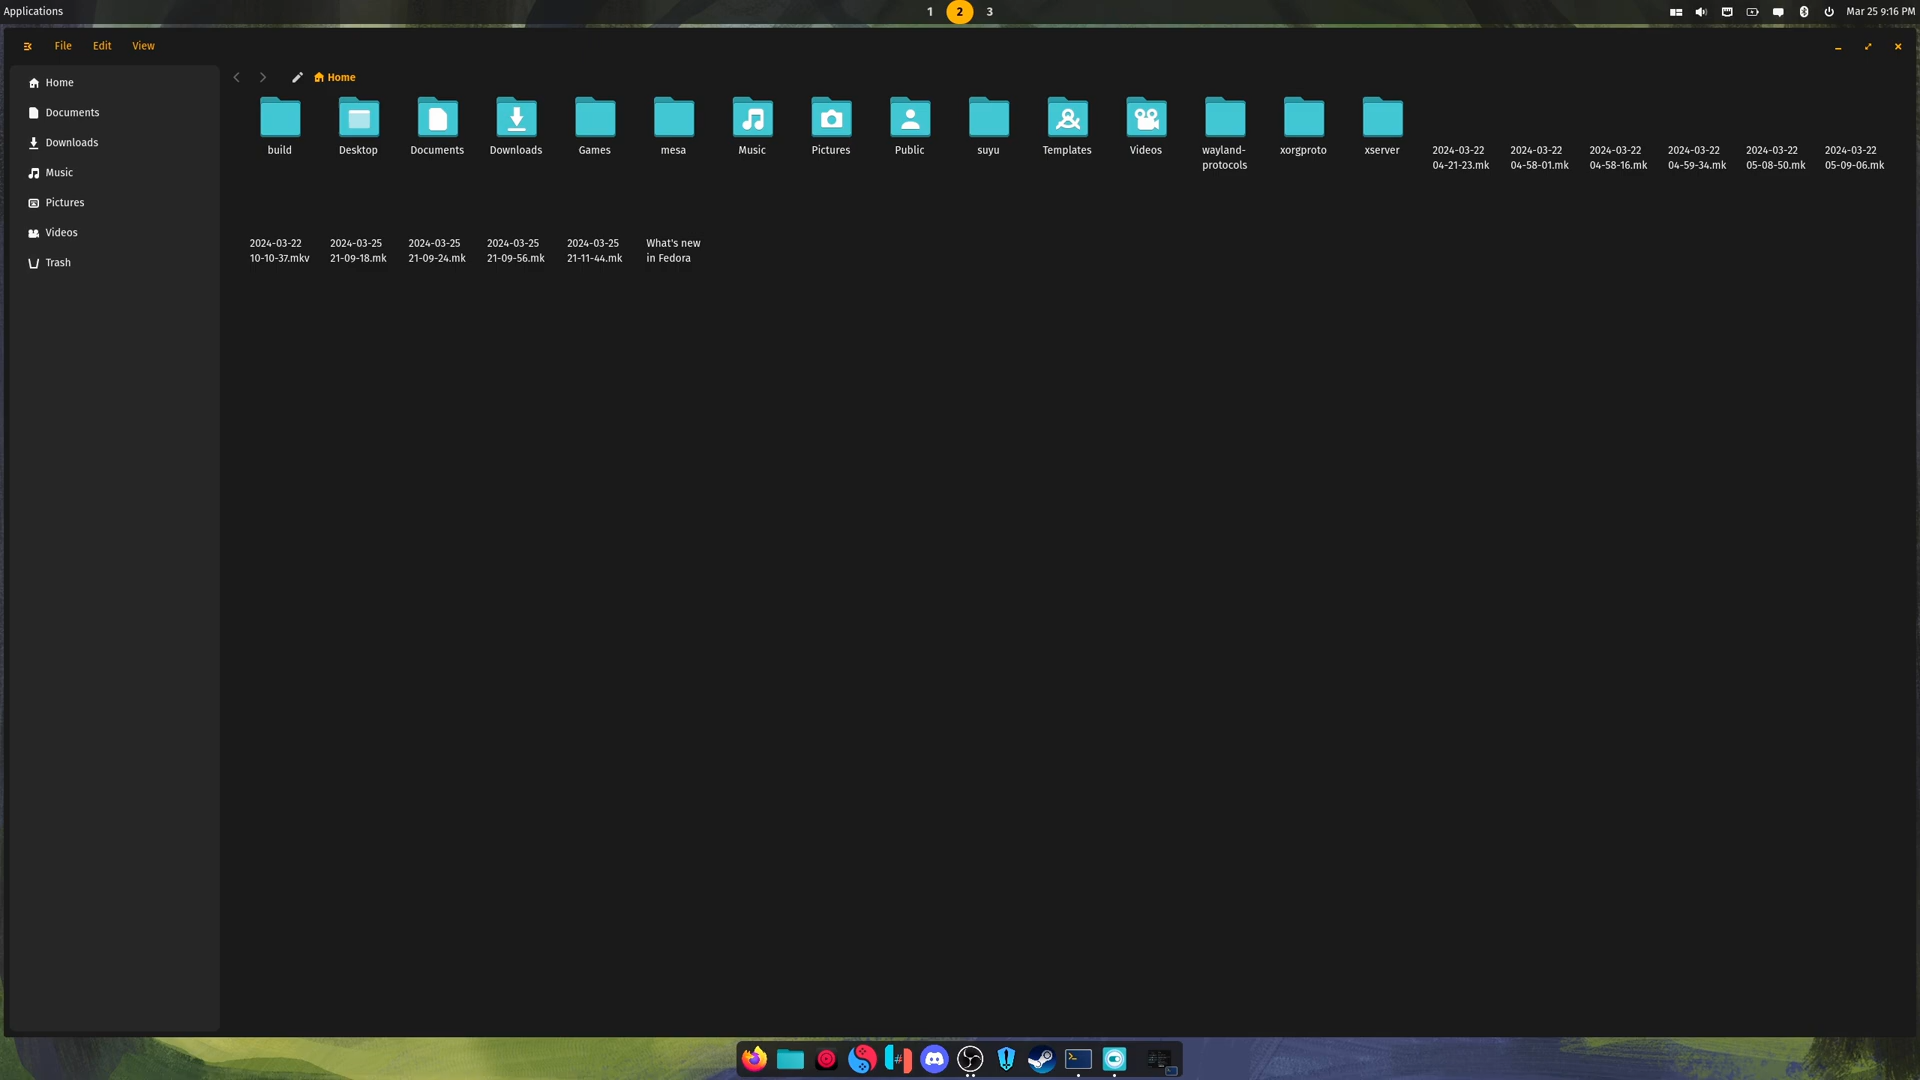 Applications
1 2 3
Mar 25 9:16 PM
File Edit View
Home
Documents
Downloads
Music
Pictures
Videos
Trash
Home
build Desktop Documents Downloads Games mesa Music Pictures Public suyu Templates Videos wayland-protocols xorgproto xserver
2024-03-22 04-21-23.mk
2024-03-22 04-58-01.mk
2024-03-22 04-58-16.mk
2024-03-22 04-59-34.mk
2024-03-22 05-08-50.mk
2024-03-22 05-09-06.mk
2024-03-22 10-10-37.mkv
2024-03-25 21-09-18.mk
2024-03-25 21-09-24.mk
2024-03-25 21-09-56.mk
2024-03-25 21-11-44.mk
What's new in Fedora